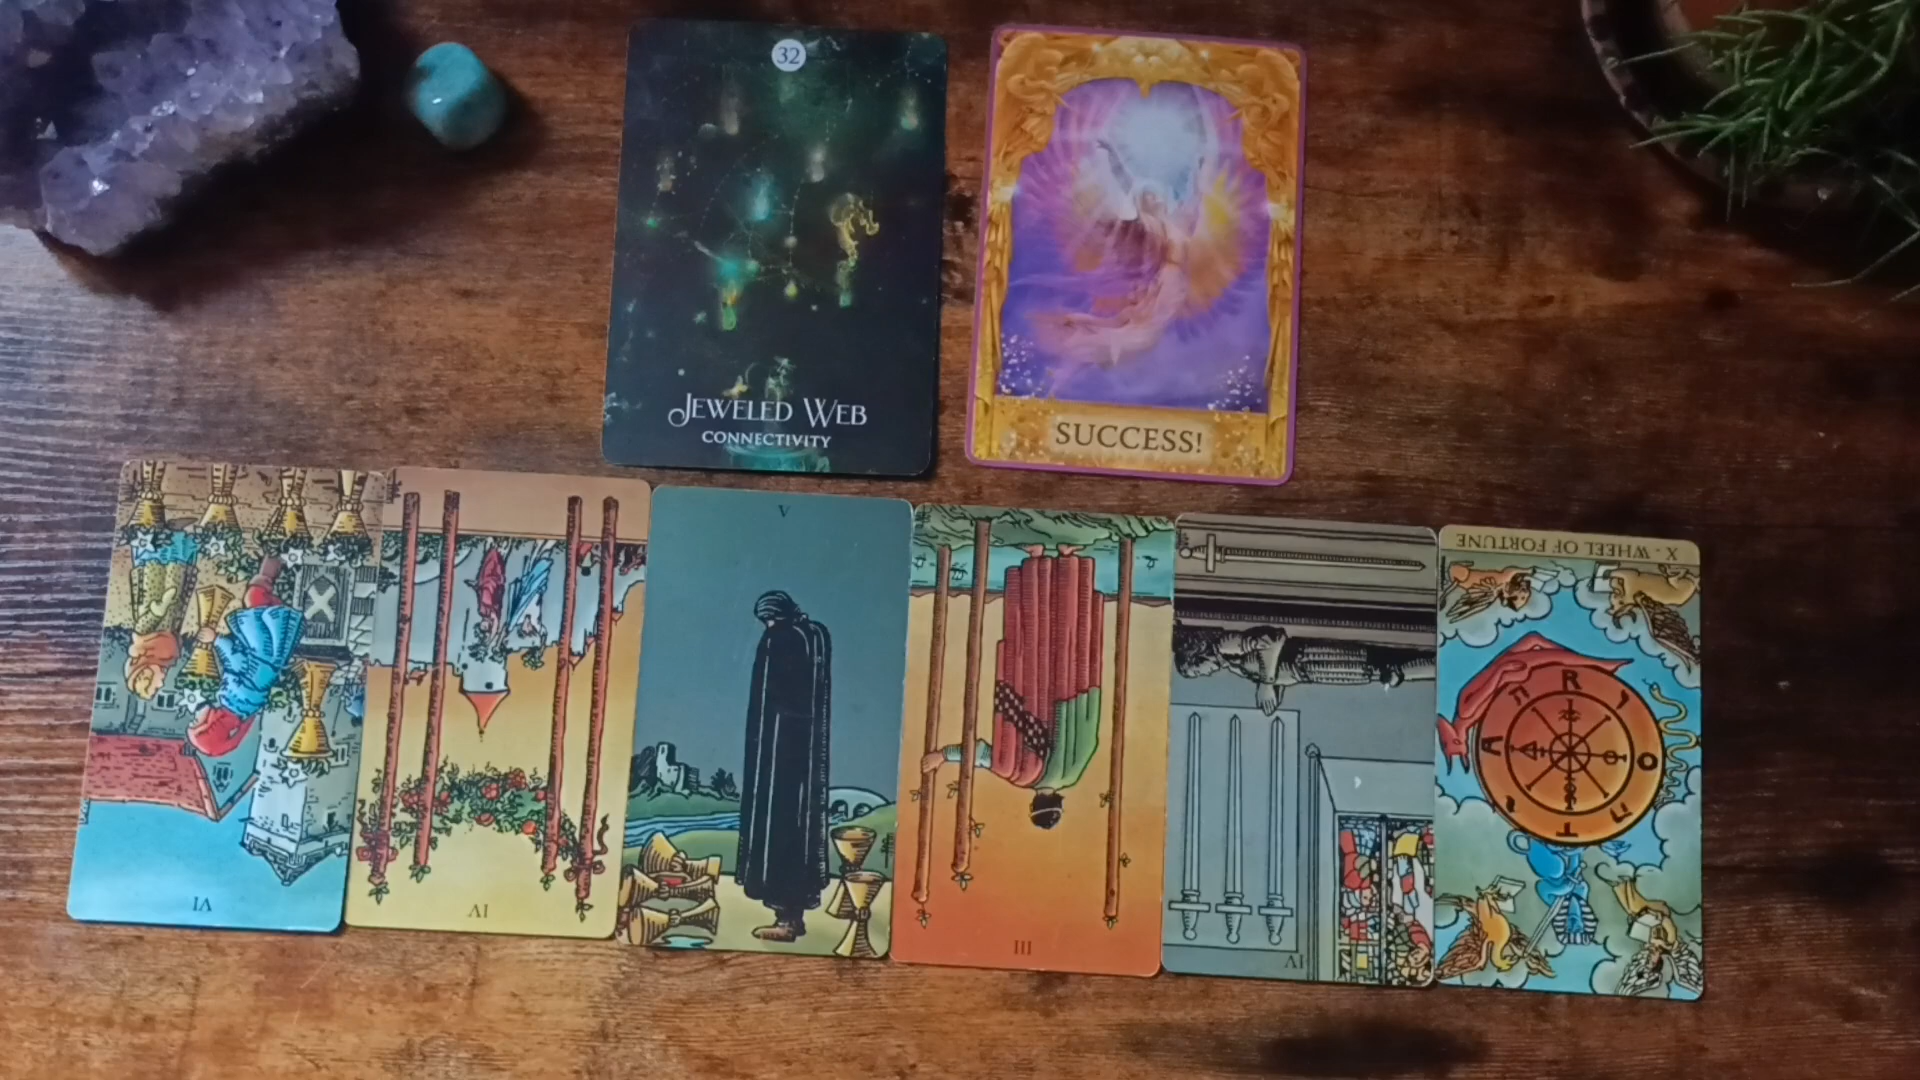 32
JEWELED WEB
CONNECTIVITY
SUCCESS!
V
X • WHEEL OF FORTUNE
R
O
T
A
ה
ו
ה
י
VI
IV
III
IV